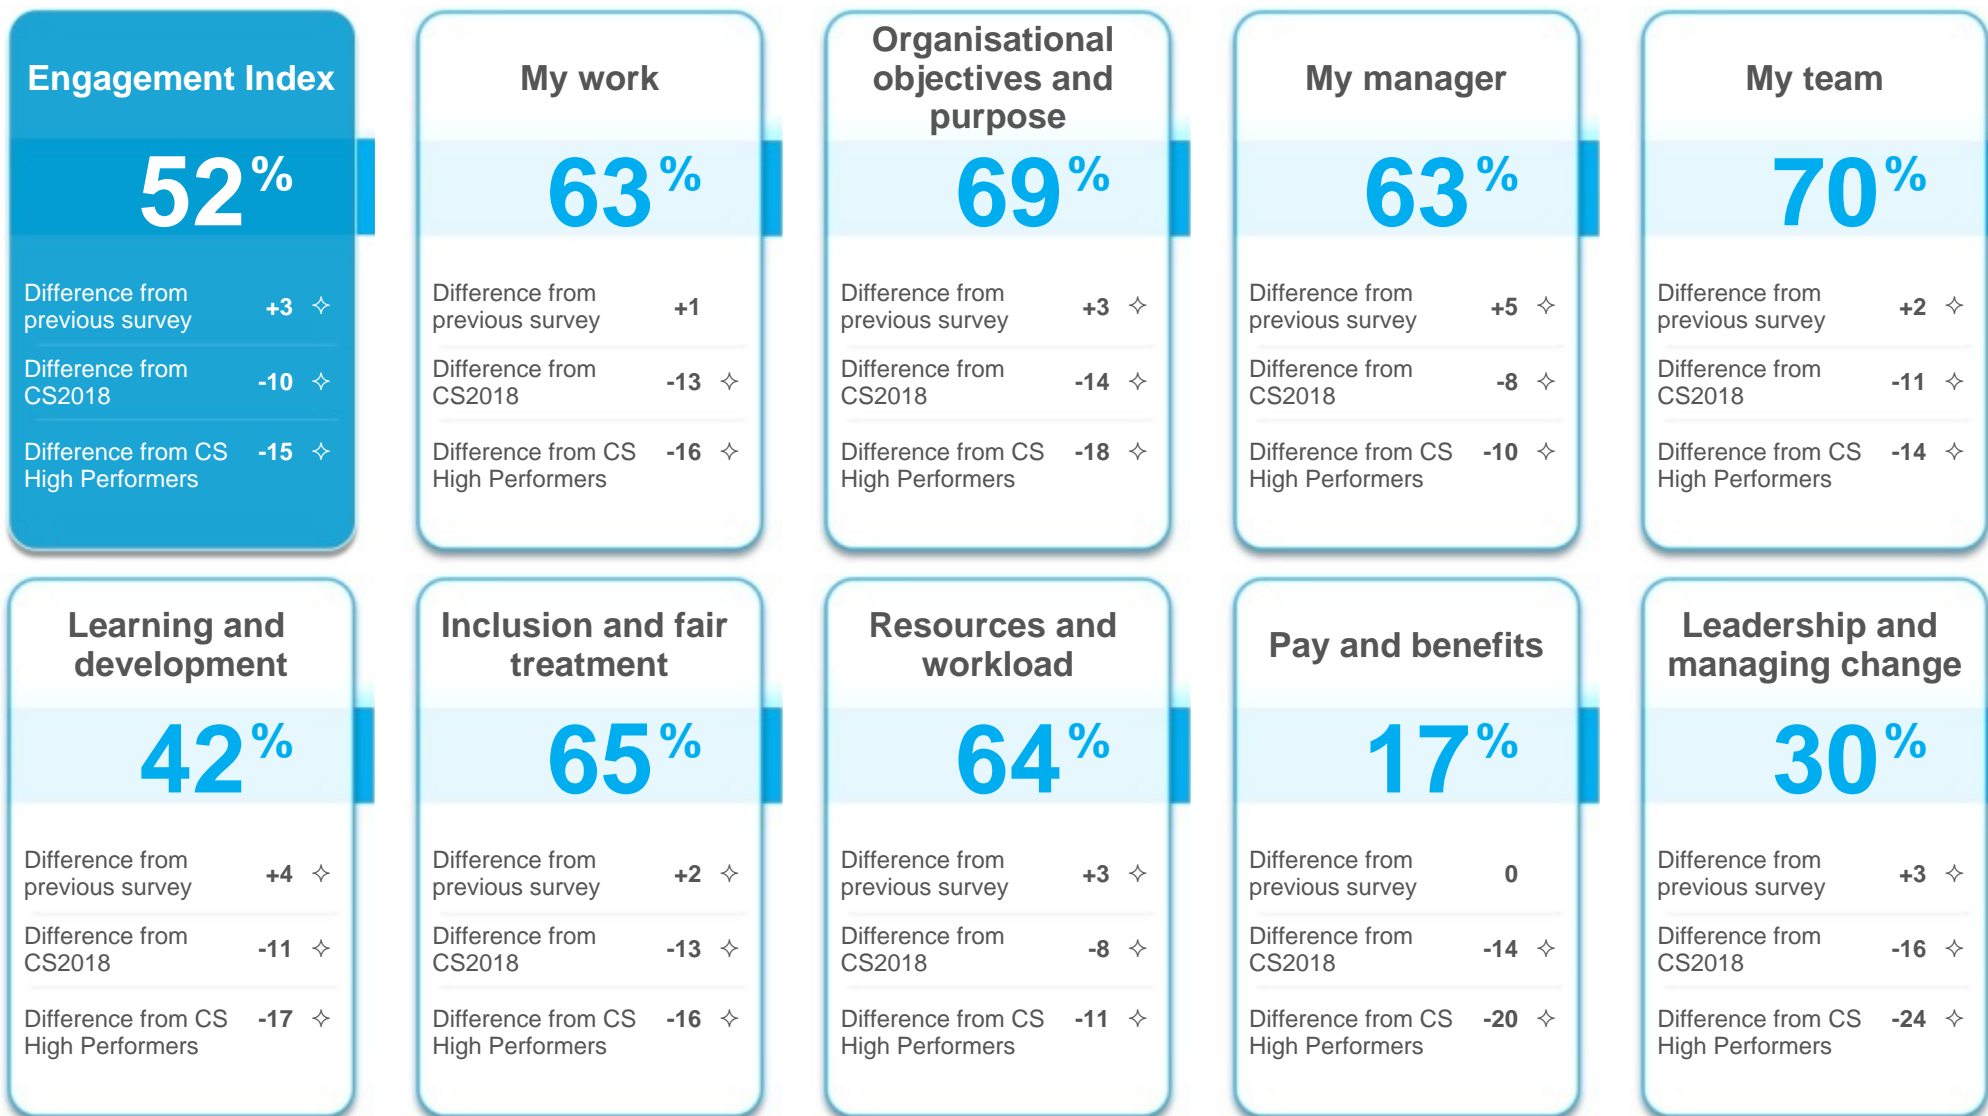 Engagement Index
52%
Difference from
previous survey
+3 ✧
Difference from
CS2018
-10 ✧
Difference from CS
High Performers
-15 ✧
My work
63%
Difference from
previous survey
+1
Difference from
CS2018
-13 ✧
Difference from CS
High Performers
-16 ✧
Organisational
objectives and
purpose
69%
Difference from
previous survey
+3 ✧
Difference from
CS2018
-14 ✧
Difference from CS
High Performers
-18 ✧
My manager
63%
Difference from
previous survey
+5 ✧
Difference from
CS2018
-8 ✧
Difference from CS
High Performers
-10 ✧
My team
70%
Difference from
previous survey
+2 ✧
Difference from
CS2018
-11 ✧
Difference from CS
High Performers
-14 ✧
Learning and
development
42%
Difference from
previous survey
+4 ✧
Difference from
CS2018
-11 ✧
Difference from CS
High Performers
-17 ✧
Inclusion and fair
treatment
65%
Difference from
previous survey
+2 ✧
Difference from
CS2018
-13 ✧
Difference from CS
High Performers
-16 ✧
Resources and
workload
64%
Difference from
previous survey
+3 ✧
Difference from
CS2018
-8 ✧
Difference from CS
High Performers
-11 ✧
Pay and benefits
17%
Difference from
previous survey
0
Difference from
CS2018
-14 ✧
Difference from CS
High Performers
-20 ✧
Leadership and
managing change
30%
Difference from
previous survey
+3 ✧
Difference from
CS2018
-16 ✧
Difference from CS
High Performers
-24 ✧